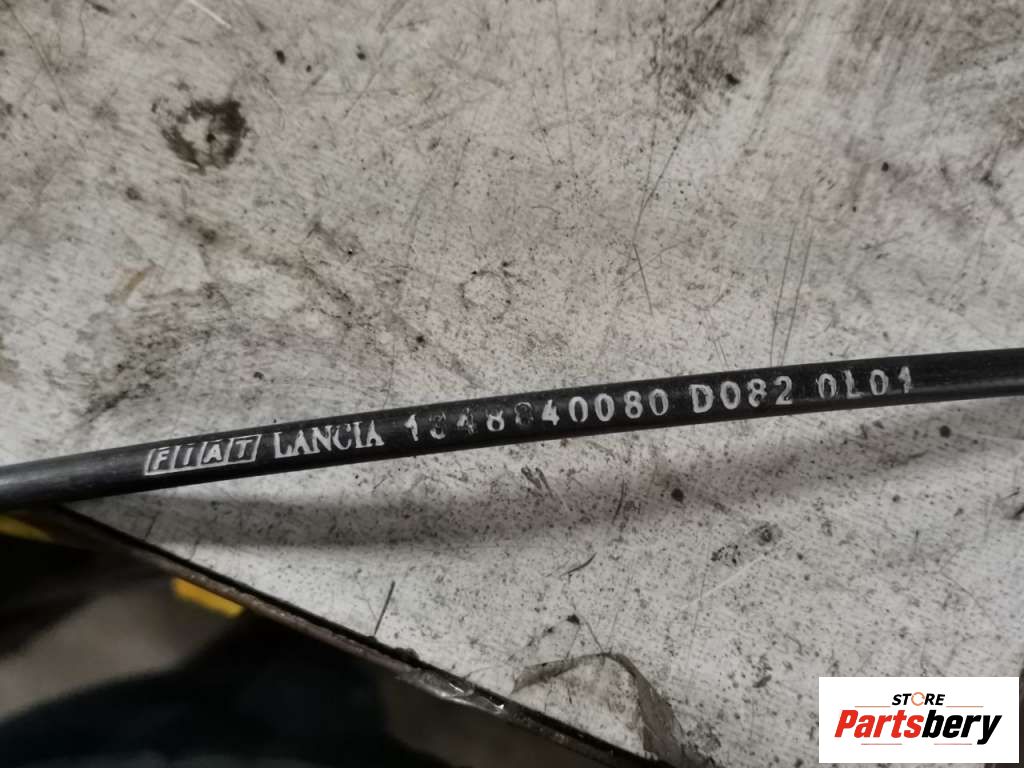 FIAT LANCIA 1348840080 D082 0L01
STORE
Partsbery